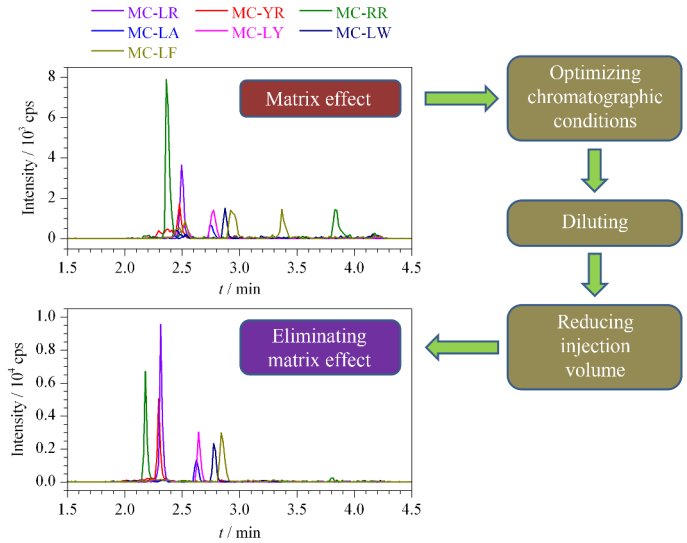 MC-LR MC-YR MC-RR
MC-LA MC-LY MC-LW
MC-LF
8
6
4
2
0
Intensity / 10³ cps
Matrix effect
1.5 2.0 2.5 3.0 3.5 4.0 4.5
t / min
Optimizing
chromatographic
conditions
Diluting
Reducing
injection
volume
1.0
0.8
0.6
0.4
0.2
0.0
Intensity / 10⁴ cps
Eliminating
matrix effect
1.5 2.0 2.5 3.0 3.5 4.0 4.5
t / min